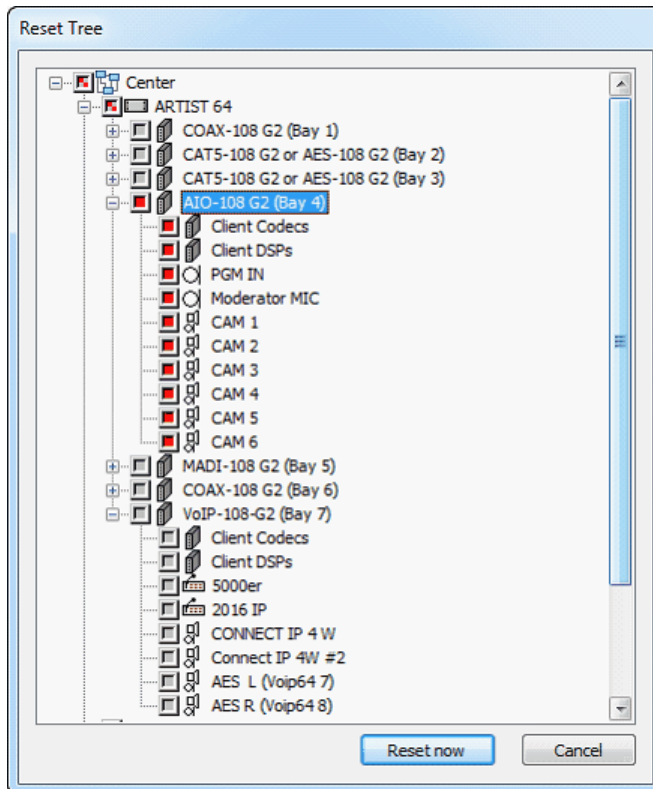 Reset Tree
Center
ARTIST 64
COAX-108 G2 (Bay 1)
CAT5-108 G2 or AES-108 G2 (Bay 2)
CAT5-108 G2 or AES-108 G2 (Bay 3)
AIO-108 G2 (Bay 4)
Client Codecs
Client DSPs
PGM IN
Moderator MIC
CAM 1
CAM 2
CAM 3
CAM 4
CAM 5
CAM 6
MADI-108 G2 (Bay 5)
COAX-108 G2 (Bay 6)
VoIP-108-G2 (Bay 7)
Client Codecs
Client DSPs
5000er
2016 IP
CONNECT IP 4 W
Connect IP 4W #2
AES  L (Voip64 7)
AES R (Voip64 8)
Reset now
Cancel